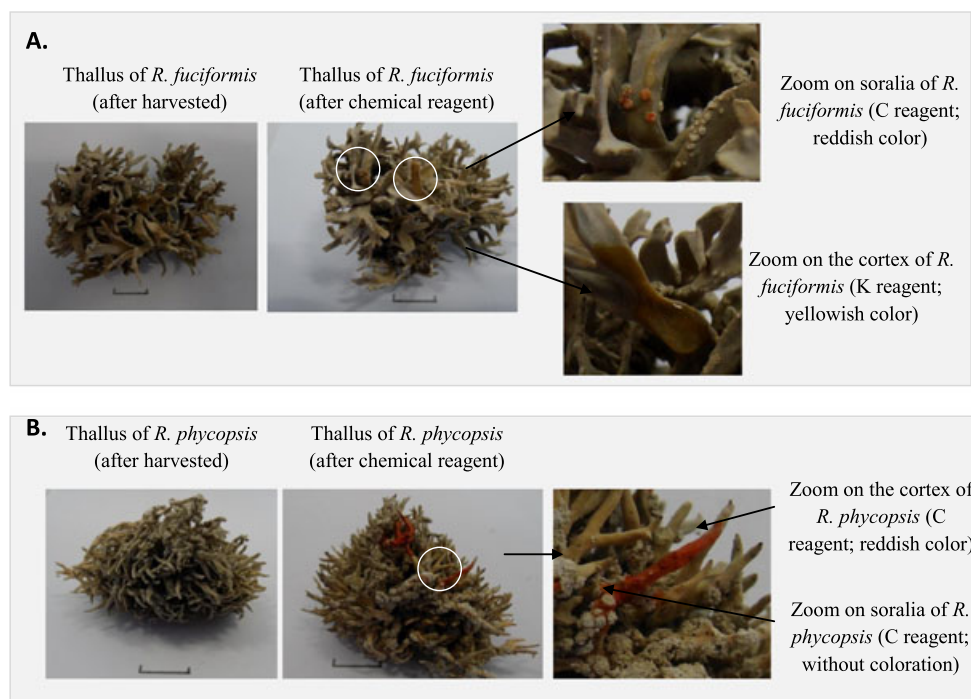 A.
Thallus of R. fuciformis
(after harvested)
Thallus of R. fuciformis
(after chemical reagent)
Zoom on soralia of R.
fuciformis (C reagent;
reddish color)
Zoom on the cortex of R.
fuciformis (K reagent;
yellowish color)
B.
Thallus of R. phycopsis
(after harvested)
Thallus of R. phycopsis
(after chemical reagent)
Zoom on the cortex of
R. phycopsis (C
reagent; reddish color)
Zoom on soralia of R.
phycopsis (C reagent;
without coloration)